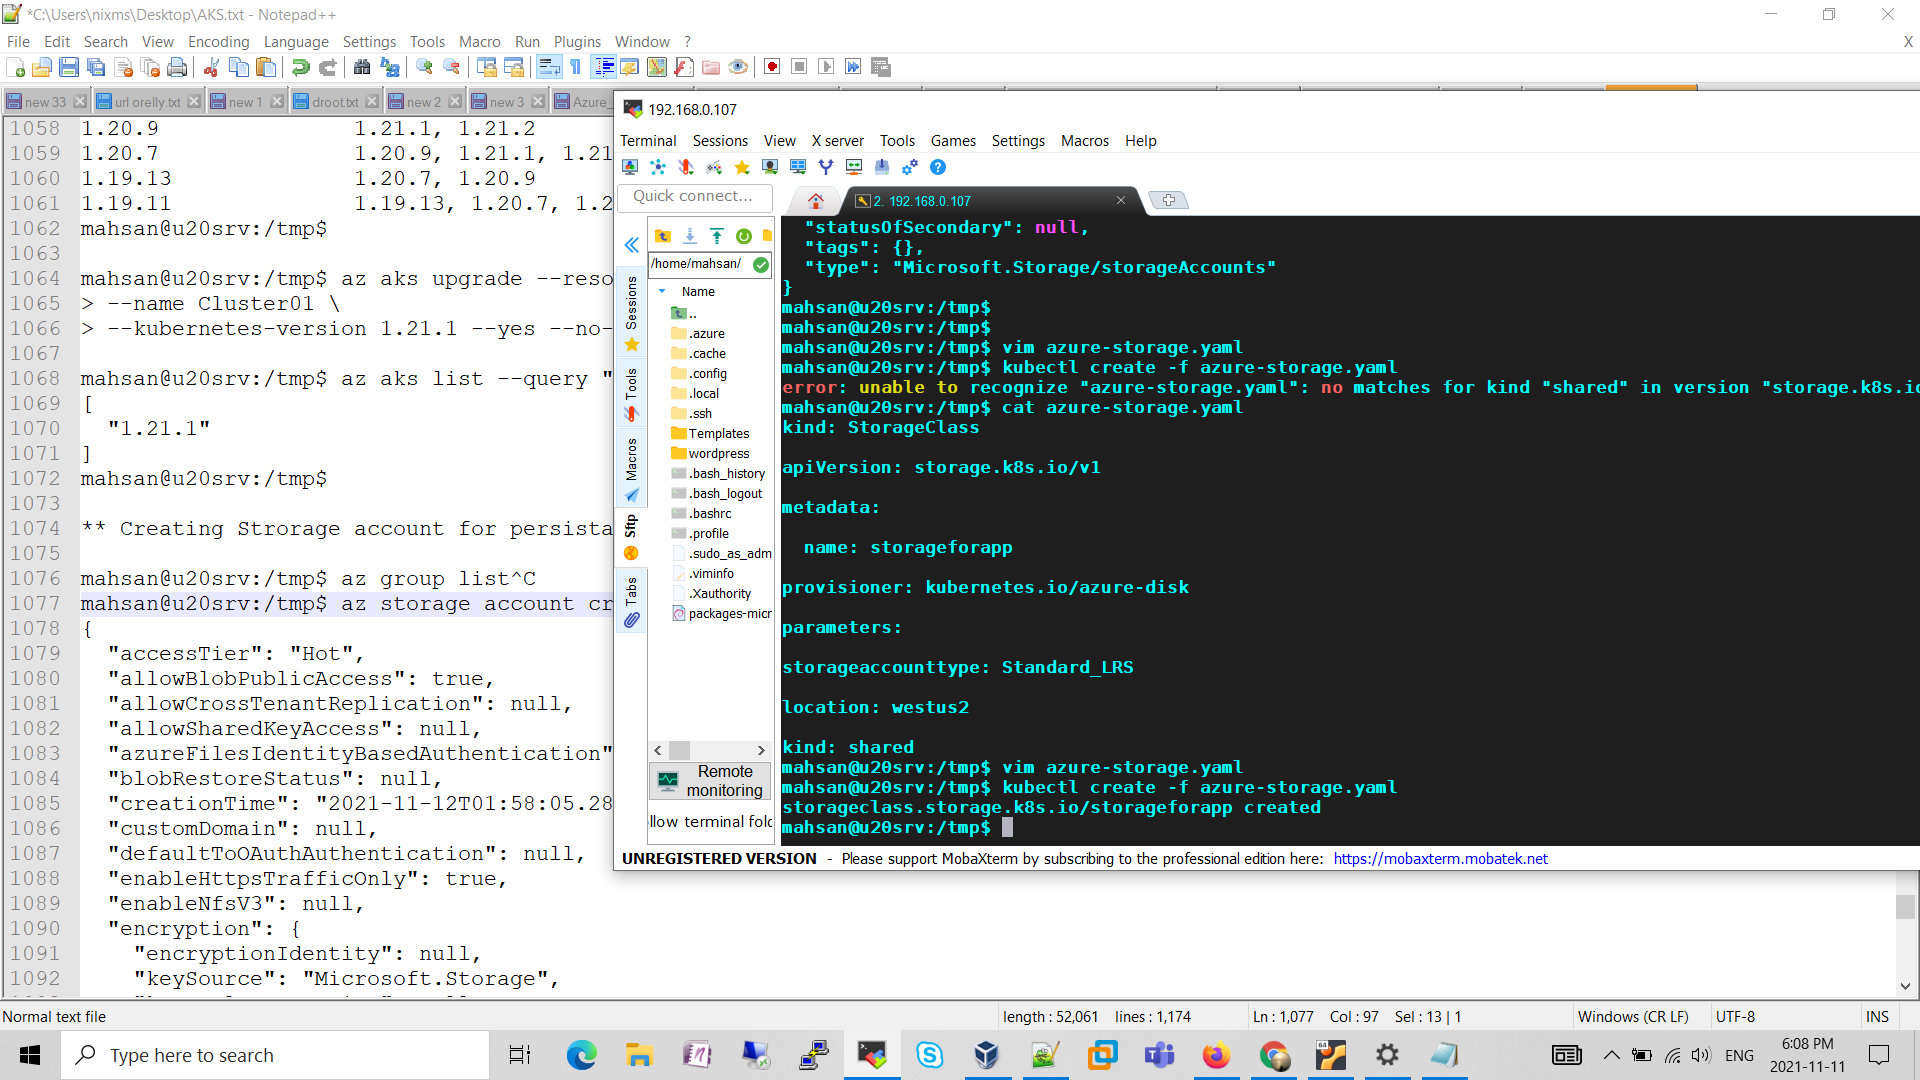 *C:\Users\nixms\Desktop\AKS.txt - Notepad++
File Edit Search View Encoding Language Settings Tools Macro Run Plugins Window ? X
new 33 url orelly.txt new 1 droot.txt new 2 new 3 Azure_
1058 1.20.9 1.21.1, 1.21.2
1059 1.20.7 1.20.9, 1.21.1, 1.21
1060 1.19.13 1.20.7, 1.20.9
1061 1.19.11 1.19.13, 1.20.7, 1.2
1062 mahsan@u20srv:/tmp$
1063
1064 mahsan@u20srv:/tmp$ az aks upgrade --reso
1065 > --name Cluster01 \
1066 > --kubernetes-version 1.21.1 --yes --no-
1067
1068 mahsan@u20srv:/tmp$ az aks list --query "
1069 [
1070 "1.21.1"
1071 ]
1072 mahsan@u20srv:/tmp$
1073
1074 ** Creating Strorage account for persista
1075
1076 mahsan@u20srv:/tmp$ az group list^C
1077 mahsan@u20srv:/tmp$ az storage account cr
1078 {
1079 "accessTier": "Hot",
1080 "allowBlobPublicAccess": true,
1081 "allowCrossTenantReplication": null,
1082 "allowSharedKeyAccess": null,
1083 "azureFilesIdentityBasedAuthentication"
1084 "blobRestoreStatus": null,
1085 "creationTime": "2021-11-12T01:58:05.28
1086 "customDomain": null,
1087 "defaultToOAuthAuthentication": null,
1088 "enableHttpsTrafficOnly": true,
1089 "enableNfsV3": null,
1090 "encryption": {
1091 "encryptionIdentity": null,
1092 "keySource": "Microsoft.Storage",
192.168.0.107
Terminal Sessions View X server Tools Games Settings Macros Help
Quick connect...
2. 192.168.0.107
/home/mahsan/
Name
..
.azure
.cache
.config
.local
.ssh
Templates
wordpress
.bash_history
.bash_logout
.bashrc
.profile
.sudo_as_adm
.viminfo
.Xauthority
packages-micr
Sessions
Tools
Macros
Sftp
Tabs
Remote
monitoring
llow terminal fold
"statusOfSecondary": null,
"tags": {},
"type": "Microsoft.Storage/storageAccounts"
}
mahsan@u20srv:/tmp$
mahsan@u20srv:/tmp$
mahsan@u20srv:/tmp$ vim azure-storage.yaml
mahsan@u20srv:/tmp$ kubectl create -f azure-storage.yaml
error: unable to recognize "azure-storage.yaml": no matches for kind "shared" in version "storage.k8s.io
mahsan@u20srv:/tmp$ cat azure-storage.yaml
kind: StorageClass
apiVersion: storage.k8s.io/v1
metadata:
name: storageforapp
provisioner: kubernetes.io/azure-disk
parameters:
storageaccounttype: Standard_LRS
location: westus2
kind: shared
mahsan@u20srv:/tmp$ vim azure-storage.yaml
mahsan@u20srv:/tmp$ kubectl create -f azure-storage.yaml
storageclass.storage.k8s.io/storageforapp created
mahsan@u20srv:/tmp$
UNREGISTERED VERSION - Please support MobaXterm by subscribing to the professional edition here: https://mobaxterm.mobatek.net
Normal text file length : 52,061 lines : 1,174 Ln : 1,077 Col : 97 Sel : 13 | 1 Windows (CR LF) UTF-8 INS
Type here to search
ENG
6:08 PM
2021-11-11